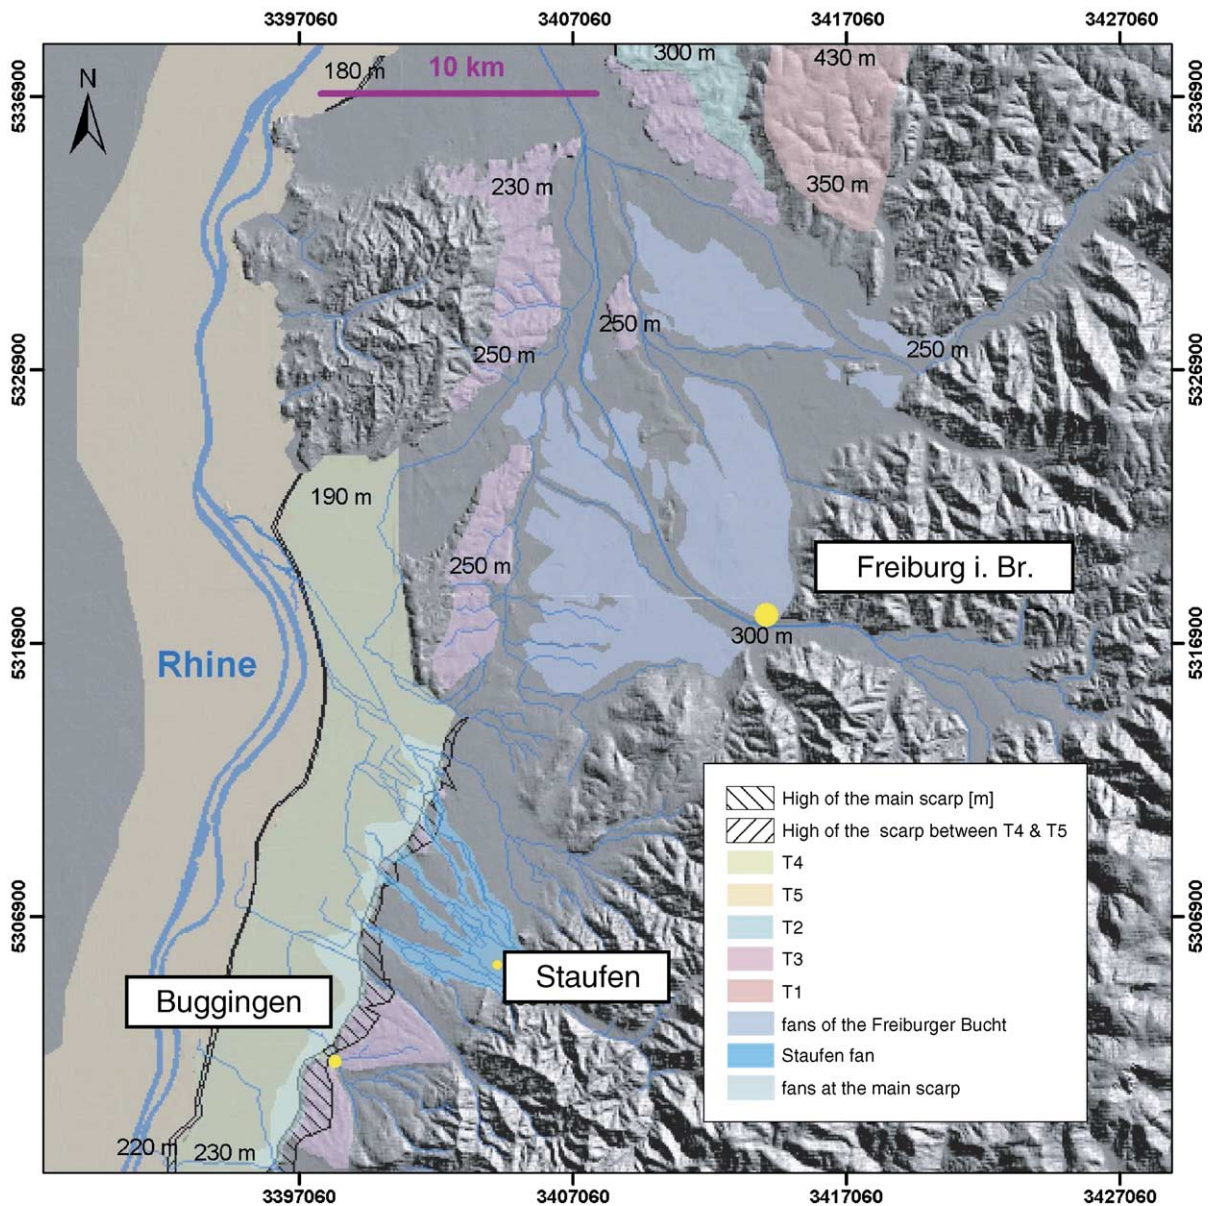 3397060
3407060
3417060
3427060
N
5336900
5336900
180 m
10 km
300 m
430 m
230 m
350 m
250 m
250 m
250 m
5326900
5326900
190 m
250 m
Freiburg i. Br.
300 m
5316900
5316900
Rhine
High of the main scarp [m]
High of the scarp between T4 & T5
T4
T5
T2
T3
T1
fans of the Freiburger Bucht
Staufen fan
fans at the main scarp
5306900
5306900
Staufen
Buggingen
220 m
230 m
3397060
3407060
3417060
3427060